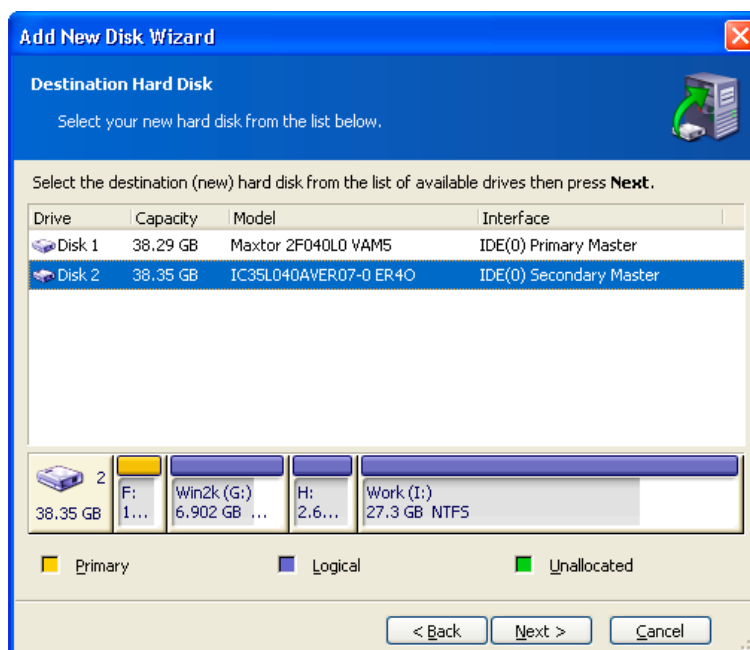 Add New Disk Wizard
Destination Hard Disk
Select your new hard disk from the list below.
Select the destination (new) hard disk from the list of available drives then press Next.
Drive Capacity Model Interface
Disk 1 38.29 GB Maxtor 2F040L0 VAM5 IDE(0) Primary Master
Disk 2 38.35 GB IC35L040AVER07-0 ER4O IDE(0) Secondary Master
2 F: Win2k (G:) H: Work (I:)
38.35 GB 1... 6.902 GB ... 2.6... 27.3 GB NTFS
Primary Logical Unallocated
< Back Next > Cancel